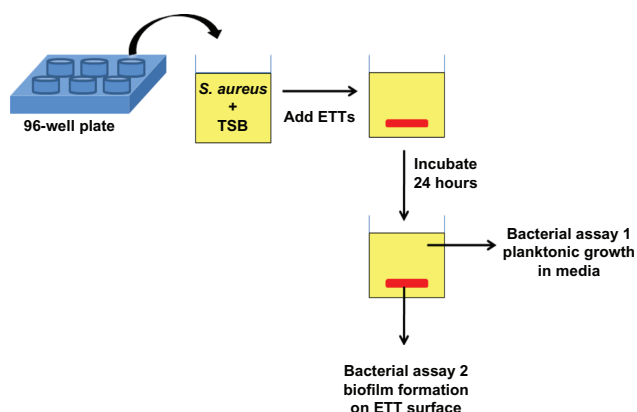 96-well plate
S. aureus
+
TSB
Add ETTs
Incubate
24 hours
Bacterial assay 1
planktonic growth
in media
Bacterial assay 2
biofilm formation
on ETT surface